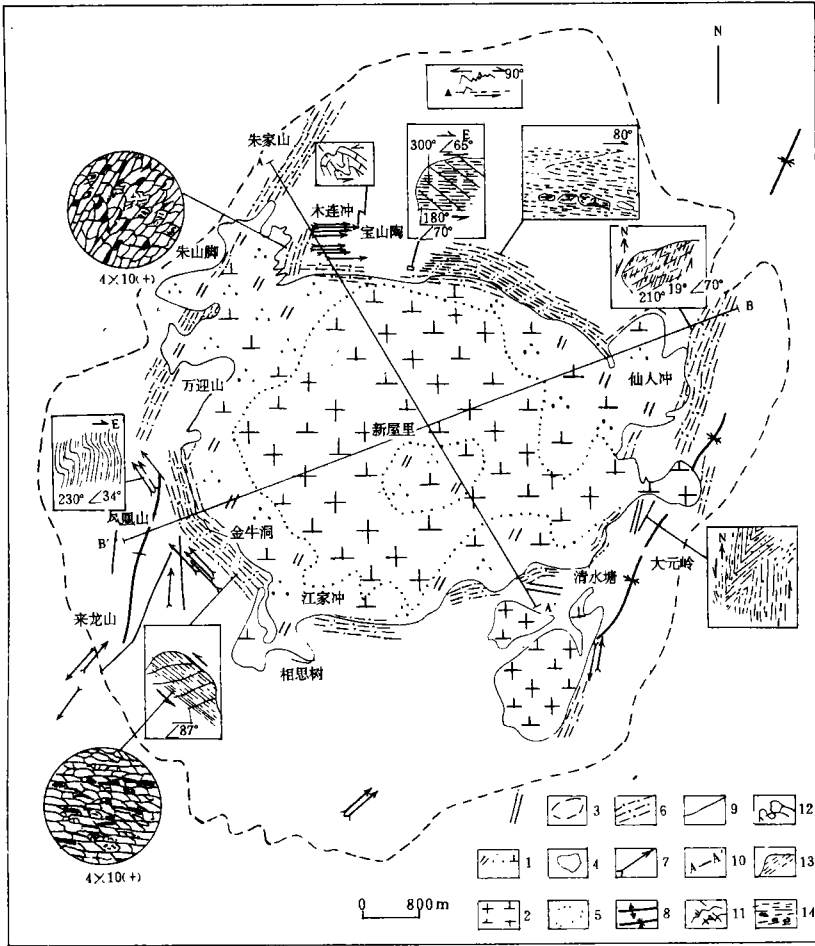 N
90°
朱家山
A
E
300° ∠65°
180°
∠70°
80°
木连冲
宝山陶
4×10(+)
朱山脚
N
210° 19° ∠70°
B
万迎山
仙人冲
新屋里
E
230° ∠34°
凤凰山
B'
金牛洞
N
清水塘
大元岭
江家冲
A'
来龙山
相思树
∠87°
4×10(+)
0 800m
3
6
9
12
1
4
7
10
A—A'
13
2
5
8
11
14